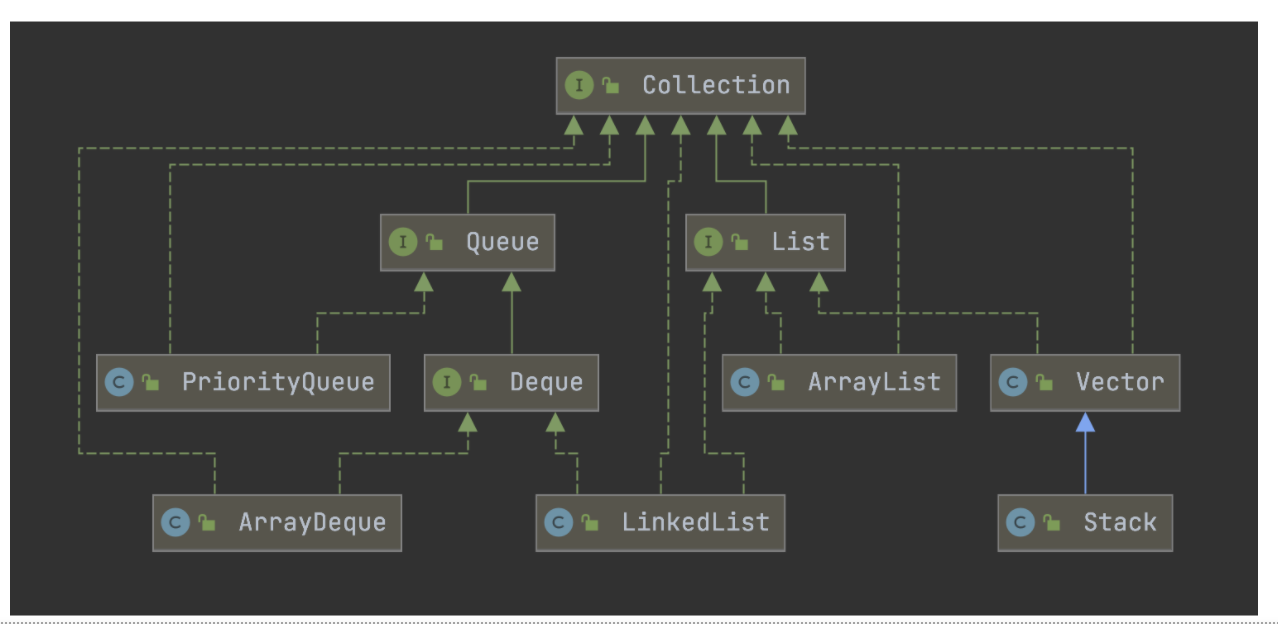 I Collection
I Queue
I List
C PriorityQueue
I Deque
C ArrayList
C Vector
C ArrayDeque
C LinkedList
C Stack